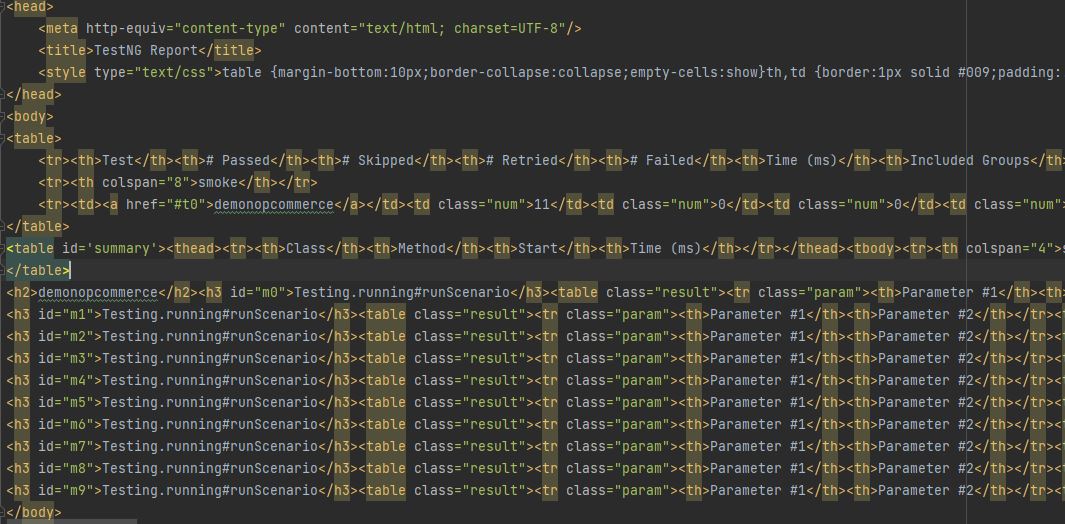 <head>
<meta http-equiv="content-type" content="text/html; charset=UTF-8"/>
<title>TestNG Report</title>
<style type="text/css">table {margin-bottom:10px;border-collapse:collapse;empty-cells:show}th,td {border:1px solid #009;padding:
</head>
<body>
<table>
<tr><th>Test</th><th># Passed</th><th># Skipped</th><th># Retried</th><th># Failed</th><th>Time (ms)</th><th>Included Groups</th>
<tr><th colspan="8">smoke</th></tr>
<tr><td><a href="#t0">demonopcommerce</a></td><td class="num">11</td><td class="num">0</td><td class="num">0</td><td class="num"
</table>
<table id='summary'><thead><tr><th>Class</th><th>Method</th><th>Start</th><th>Time (ms)</th></tr></thead><tbody><tr><th colspan="4">s
</table>
<h2>demonopcommerce</h2><h3 id="m0">Testing.running#runScenario</h3><table class="result"><tr class="param"><th>Parameter #1</th><th>
<h3 id="m1">Testing.running#runScenario</h3><table class="result"><tr class="param"><th>Parameter #1</th><th>Parameter #2</th></tr><t
<h3 id="m2">Testing.running#runScenario</h3><table class="result"><tr class="param"><th>Parameter #1</th><th>Parameter #2</th></tr><t
<h3 id="m3">Testing.running#runScenario</h3><table class="result"><tr class="param"><th>Parameter #1</th><th>Parameter #2</th></tr><t
<h3 id="m4">Testing.running#runScenario</h3><table class="result"><tr class="param"><th>Parameter #1</th><th>Parameter #2</th></tr><t
<h3 id="m5">Testing.running#runScenario</h3><table class="result"><tr class="param"><th>Parameter #1</th><th>Parameter #2</th></tr><t
<h3 id="m6">Testing.running#runScenario</h3><table class="result"><tr class="param"><th>Parameter #1</th><th>Parameter #2</th></tr><t
<h3 id="m7">Testing.running#runScenario</h3><table class="result"><tr class="param"><th>Parameter #1</th><th>Parameter #2</th></tr><t
<h3 id="m8">Testing.running#runScenario</h3><table class="result"><tr class="param"><th>Parameter #1</th><th>Parameter #2</th></tr><t
<h3 id="m9">Testing.running#runScenario</h3><table class="result"><tr class="param"><th>Parameter #1</th><th>Parameter #2</th></tr><t
</body>